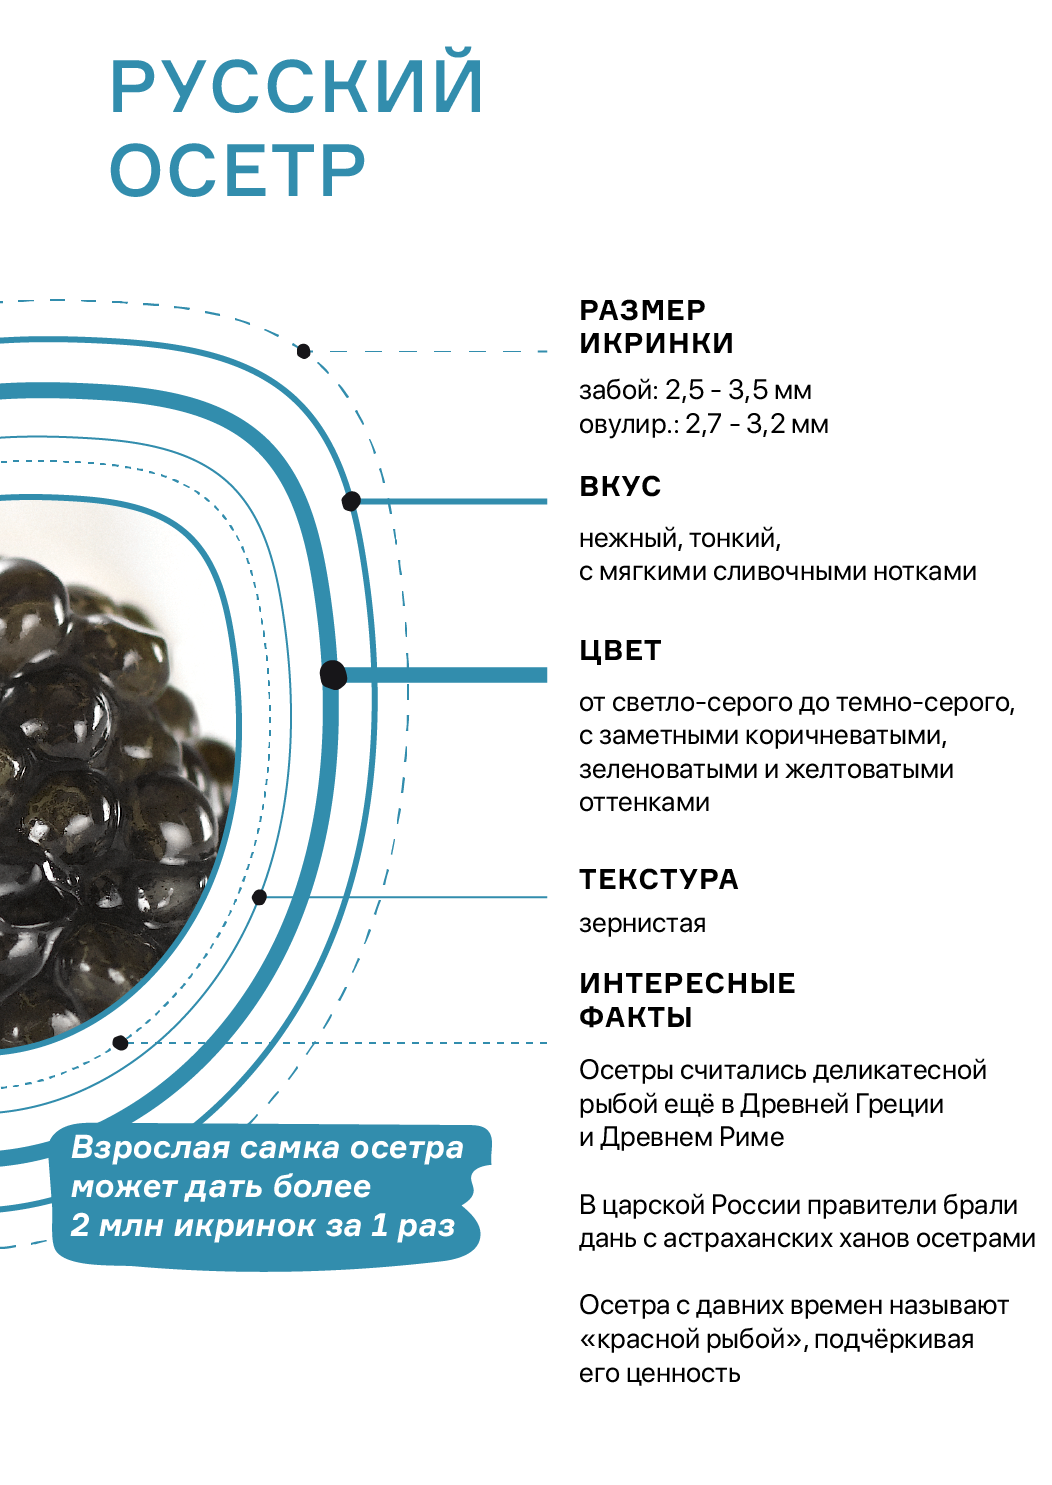 РУССКИЙ
ОСЕТР
РАЗМЕР
ИКРИНКИ
забой: 2,5 - 3,5 мм
овулир.: 2,7 - 3,2 мм
ВКУС
нежный, тонкий,
с мягкими сливочными нотками
ЦВЕТ
от светло-серого до темно-серого,
с заметными коричневатыми,
зеленоватыми и желтоватыми
оттенками
ТЕКСТУРА
зернистая
ИНТЕРЕСНЫЕ
ФАКТЫ
Осетры считались деликатесной
рыбой ещё в Древней Греции
и Древнем Риме
В царской России правители брали
дань с астраханских ханов осетрами
Осетра с давних времен называют
«красной рыбой», подчёркивая
его ценность
Взрослая самка осетра
может дать более
2 млн икринок за 1 раз